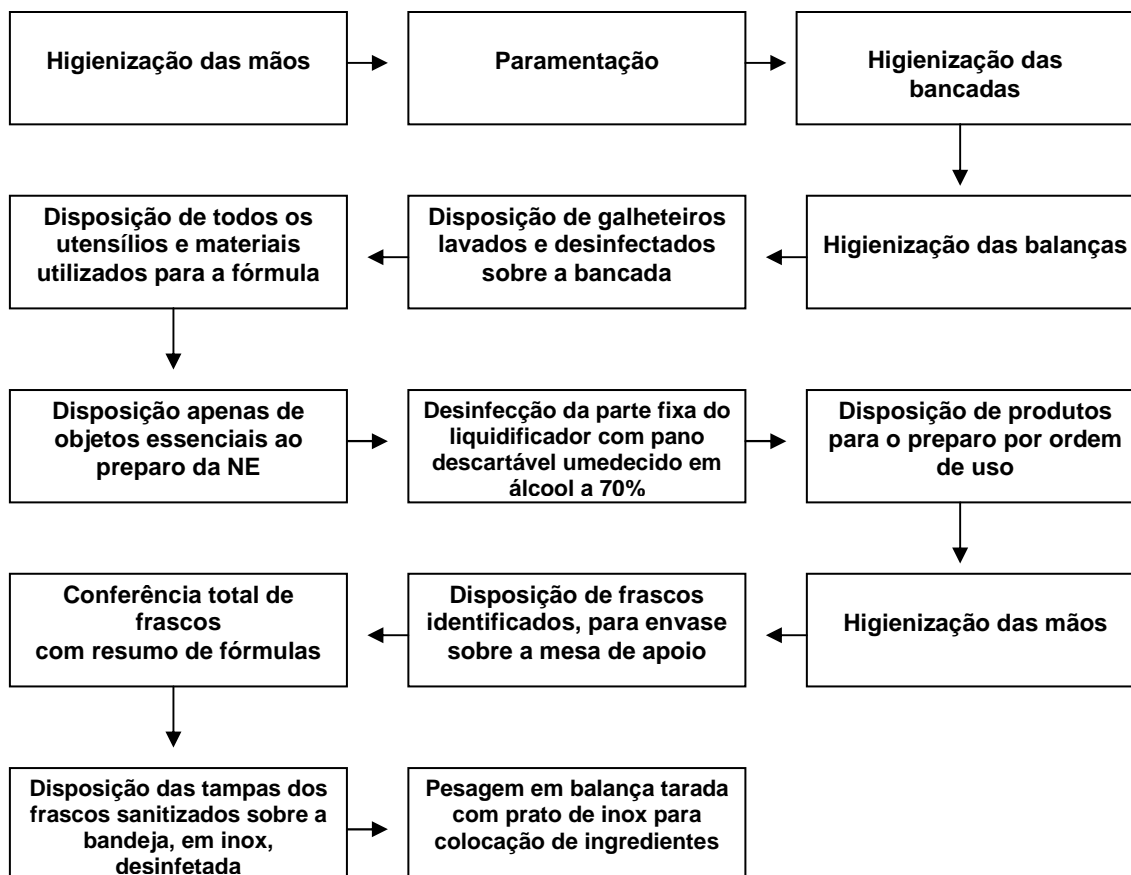 Higienização das mãos
Paramentação
Higienização das
bancadas
Higienização das balanças
Disposição de galheteiros
lavados e desinfectados
sobre a bancada
Disposição de todos os
utensílios e materiais
utilizados para a fórmula
Disposição apenas de
objetos essenciais ao
preparo da NE
Desinfecção da parte fixa do
liquidificador com pano
descartável umedecido em
álcool a 70%
Disposição de produtos
para o preparo por ordem
de uso
Higienização das mãos
Disposição de frascos
identificados, para envase
sobre a mesa de apoio
Conferência total de
frascos
com resumo de fórmulas
Disposição das tampas dos
frascos sanitizados sobre a
bandeja, em inox,
desinfetada
Pesagem em balança tarada
com prato de inox para
colocação de ingredientes